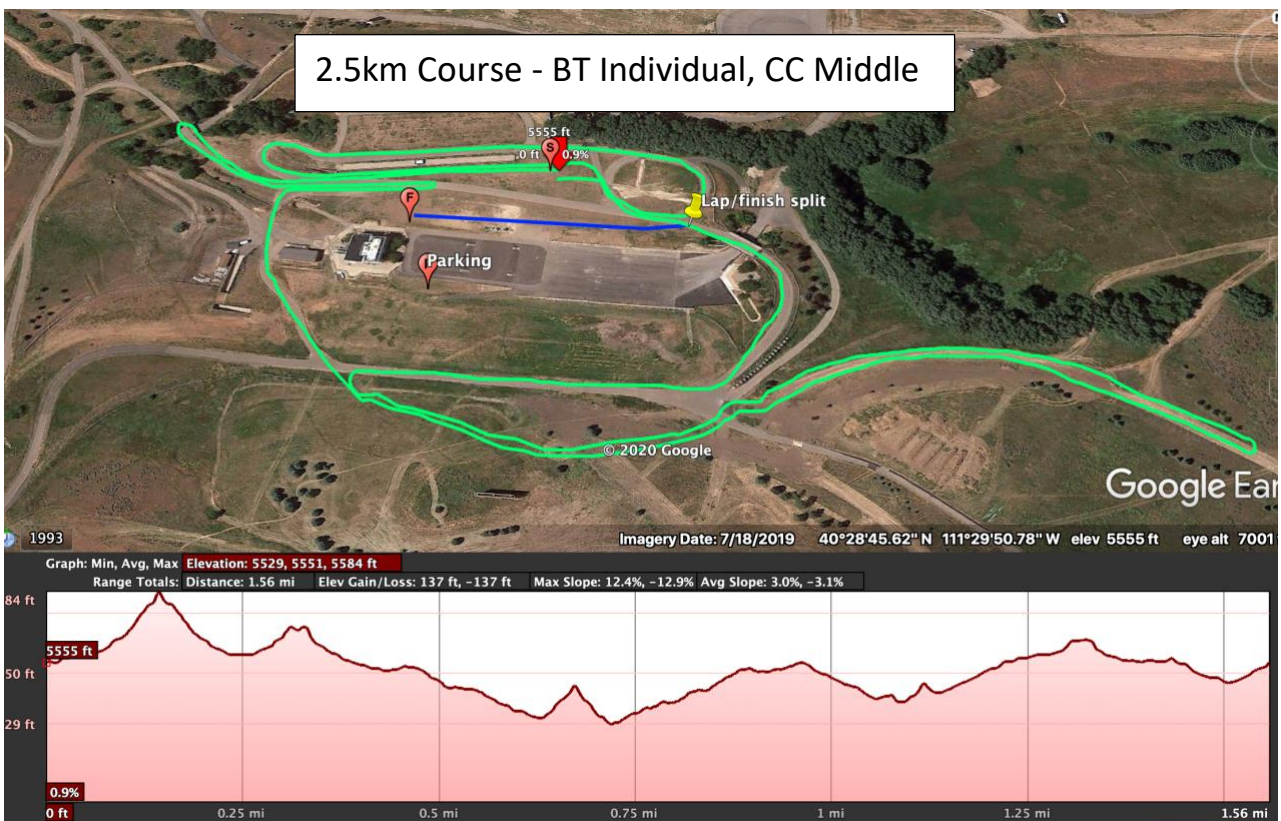 2.5km Course - BT Individual, CC Middle
5555 ft
S
.0 ft 0.9%
F
Lap/finish split
Parking
© 2020 Google
Google Ear
1993
Imagery Date: 7/18/2019 40°28'45.62" N 111°29'50.78" W elev 5555 ft eye alt 7001
Graph: Min, Avg, Max Elevation: 5529, 5551, 5584 ft
Range Totals: Distance: 1.56 mi Elev Gain/Loss: 137 ft, -137 ft Max Slope: 12.4%, -12.9% Avg Slope: 3.0%, -3.1%
84 ft
5555 ft
50 ft
29 ft
0.9%
0 ft 0.25 mi 0.5 mi 0.75 mi 1 mi 1.25 mi 1.56 mi